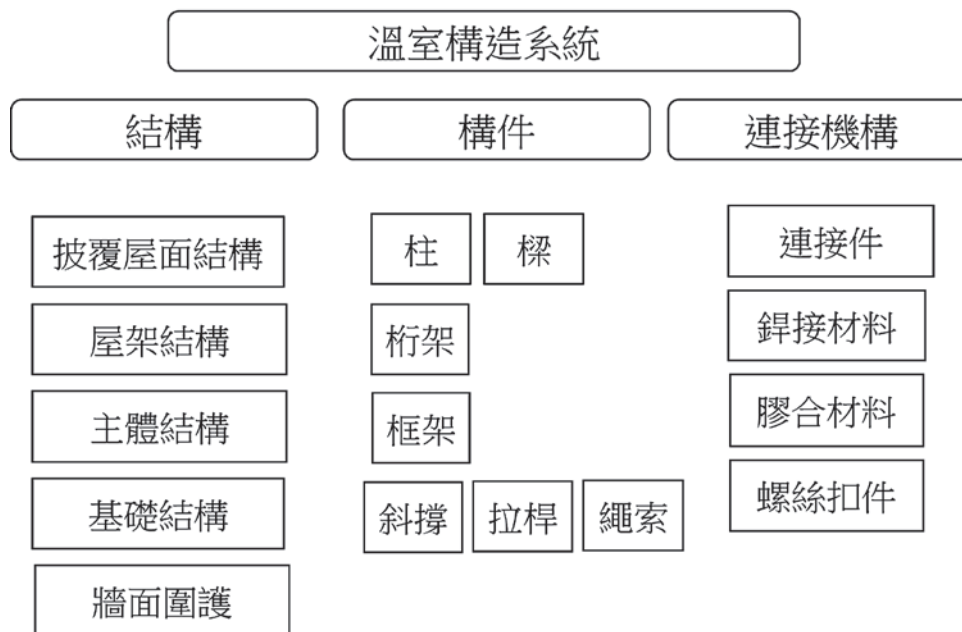 溫室構造系統
結構 構件 連接機構
披覆屋面結構
屋架結構
主體結構
基礎結構
牆面圍護
柱 樑
桁架
框架
斜撐 拉桿 繩索
連接件
銲接材料
膠合材料
螺絲扣件